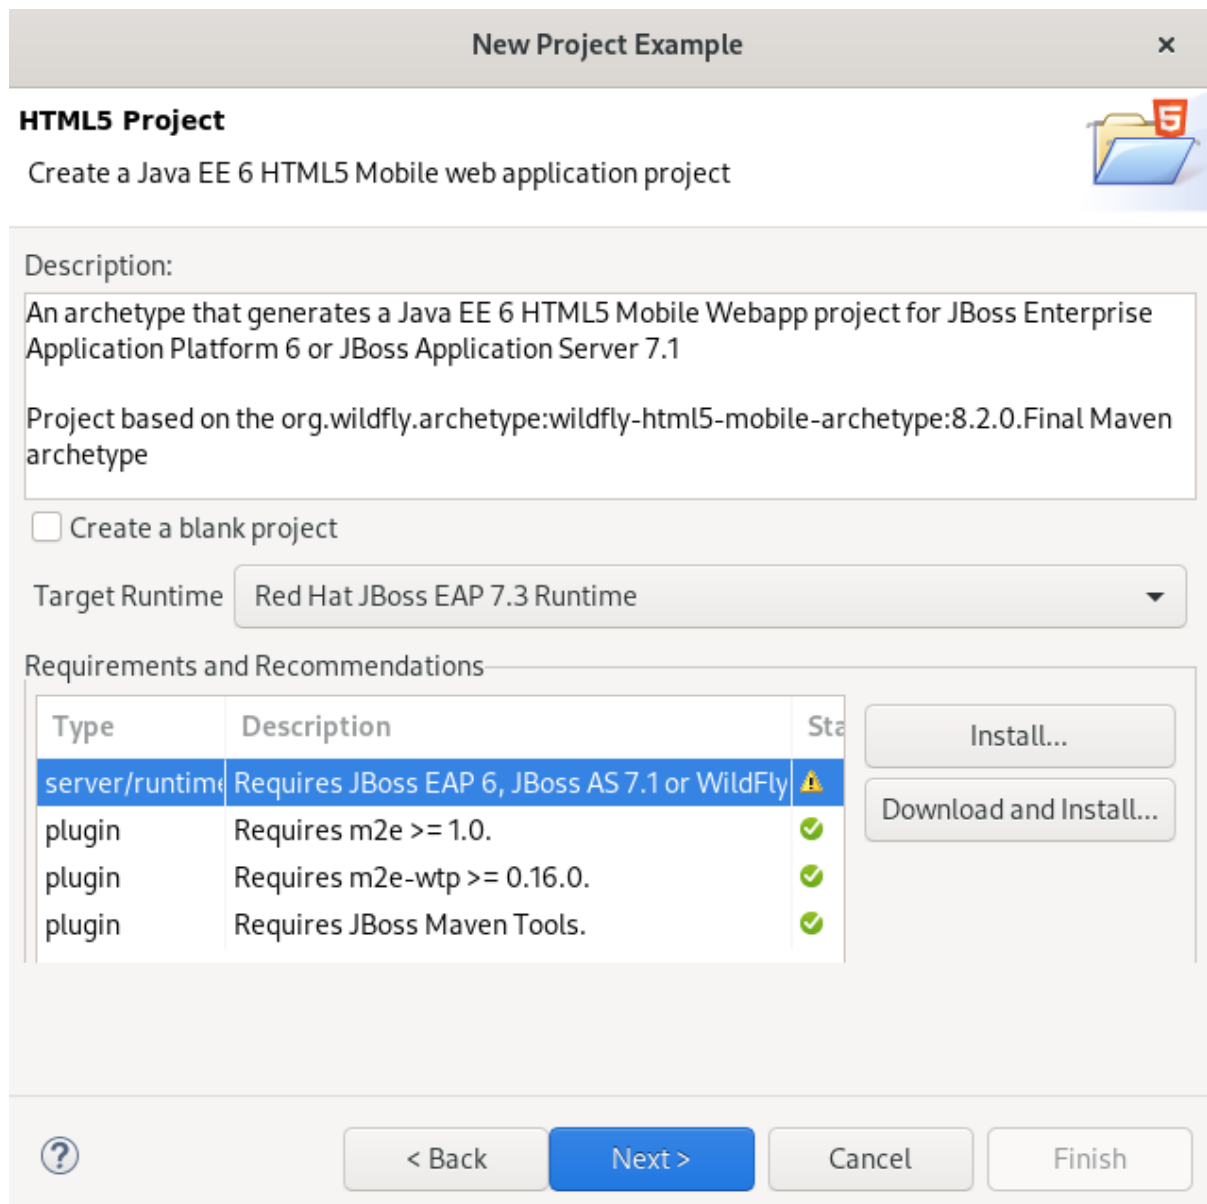 New Project Example
HTML5 Project
5
Create a Java EE 6 HTML5 Mobile web application project
Description:
An archetype that generates a Java EE 6 HTML5 Mobile Webapp project for JBoss Enterprise
Application Platform 6 or JBoss Application Server 7.1
Project based on the org.wildfly.archetype:wildfly-html5-mobile-archetype:8.2.0.Final Maven
archetype
Create a blank project
Target Runtime Red Hat JBoss EAP 7.3 Runtime
Requirements and Recommendations
Type Description Sta
Install...
server/runtime Requires JBoss EAP 6, JBoss AS 7.1 or WildFly
Download and Install...
plugin Requires m2e >= 1.0.
plugin Requires m2e-wtp >= 0.16.0.
plugin Requires JBoss Maven Tools.
? < Back Next > Cancel Finish